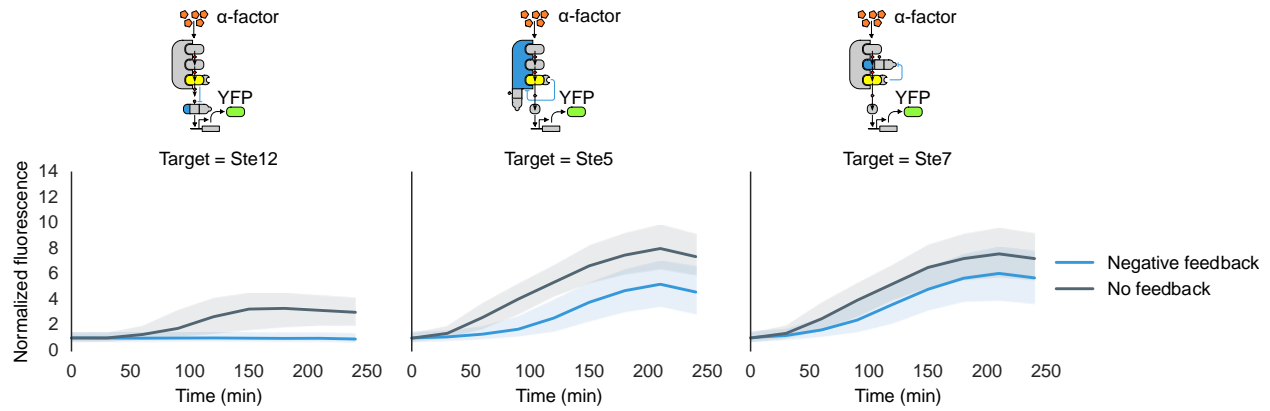 α-factor
α-factor
α-factor
YFP
YFP
YFP
Target = Ste12
Target = Ste5
Target = Ste7
Normalized fluorescence
14
12
10
8
6
4
2
0
0 50 100 150 200 250
0 50 100 150 200 250
0 50 100 150 200 250
Time (min)
Time (min)
Time (min)
Negative feedback
No feedback